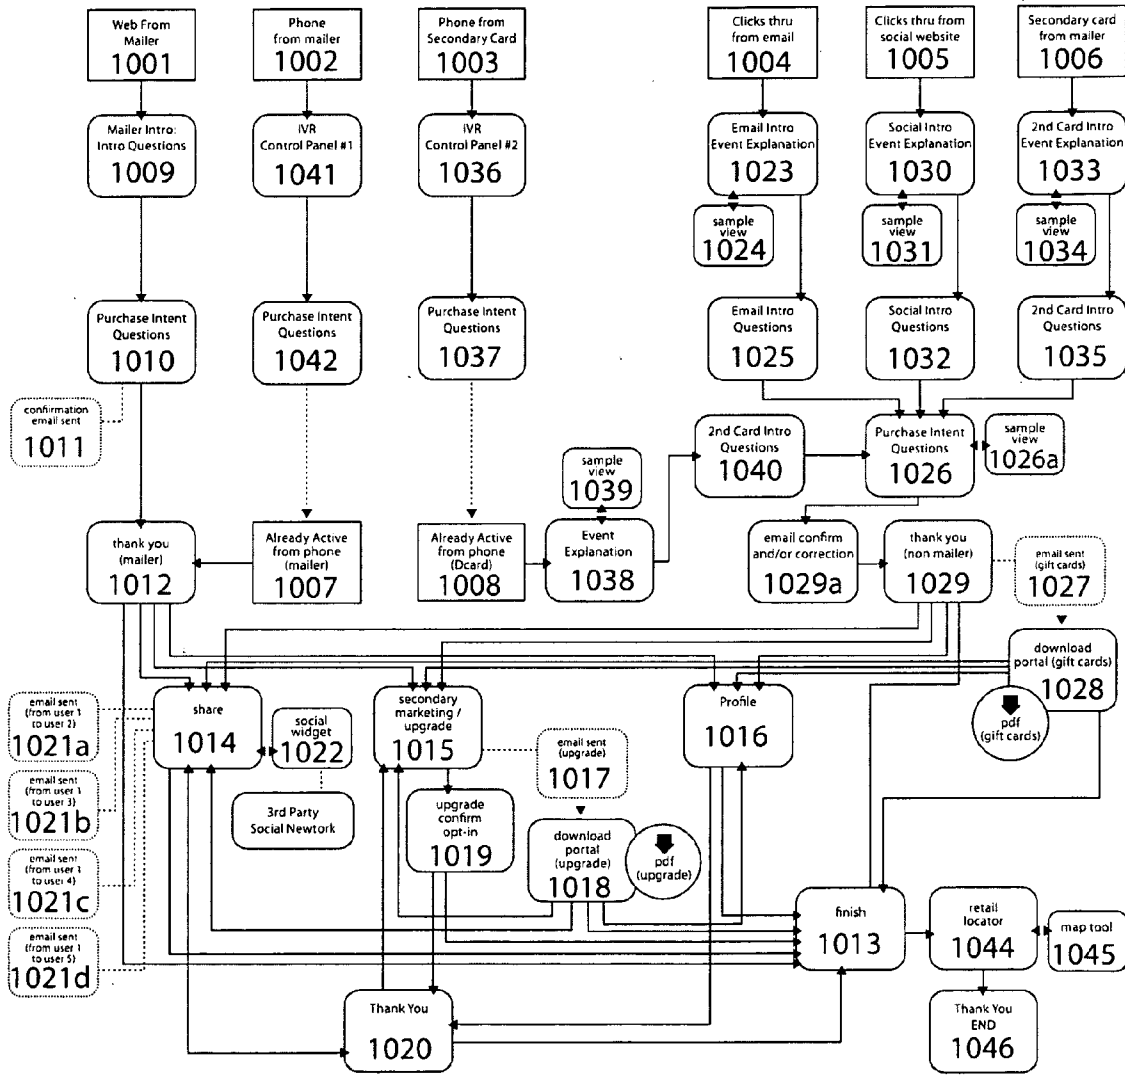 Web From
Mailer
1001
Phone
from mailer
1002
Phone from
Secondary Card
1003
Clicks thru
from email
1004
Clicks thru from
social website
1005
Secondary card
from mailer
1006
Mailer Intro:
Intro Questions
1009
IVR
Control Panel #1
1041
IVR
Control Panel #2
1036
Email Intro
Event Explanation
1023
Social Intro
Event Explanation
1030
2nd Card Intro
Event Explanation
1033
sample
view
1024
sample
view
1031
sample
view
1034
Purchase Intent
Questions
1010
Purchase Intent
Questions
1042
Purchase Intent
Questions
1037
Email Intro
Questions
1025
Social Intro
Questions
1032
2nd Card Intro
Questions
1035
confirmation
email sent
1011
sample
view
1039
2nd Card Intro
Questions
1040
Purchase Intent
Questions
1026
sample
view
1026a
thank you
(mailer)
1012
Already Active
from phone
(mailer)
1007
Already Active
from phone
(Dcard)
1008
Event
Explanation
1038
email confirm
and/or correction
1029a
thank you
(non mailer)
1029
email sent
(gift cards)
1027
download
portal (gift cards)
1028
pdf
(gift cards)
email sent
(from user 1
to user 2)
1021a
share
1014
social
widget
1022
secondary
marketing /
upgrade
1015
email sent
(upgrade)
1017
Profile
1016
email sent
(from user 1
to user 3)
1021b
3rd Party
Social Newtork
upgrade
confirm
opt-in
1019
download
portal
(upgrade)
1018
pdf
(upgrade)
email sent
(from user 1
to user 4)
1021c
email sent
(from user 1
to user 5)
1021d
finish
1013
retail
locator
1044
map tool
1045
Thank You
1020
Thank You
END
1046